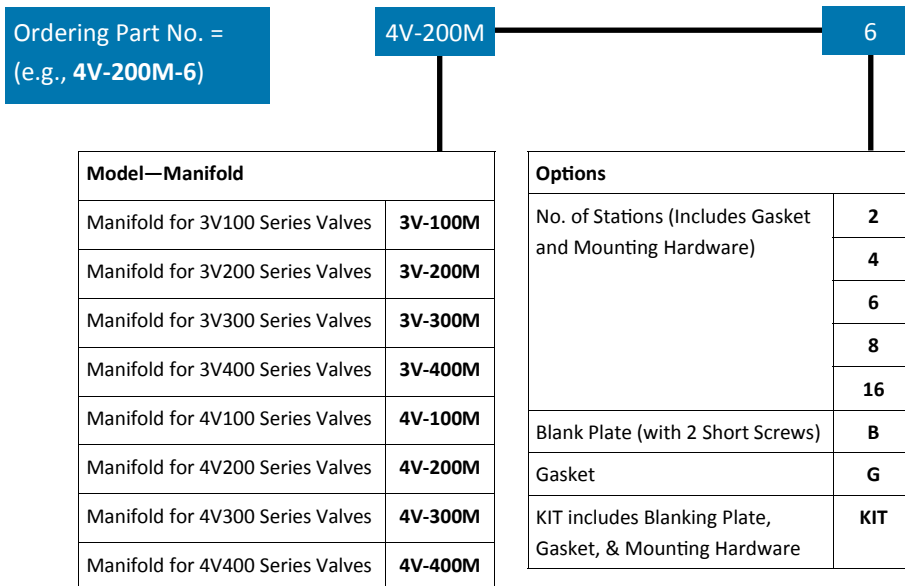 Ordering Part No. =
(e.g., 4V-200M-6)
4V-200M
6
Model—Manifold
Manifold for 3V100 Series Valves 3V-100M
Manifold for 3V200 Series Valves 3V-200M
Manifold for 3V300 Series Valves 3V-300M
Manifold for 3V400 Series Valves 3V-400M
Manifold for 4V100 Series Valves 4V-100M
Manifold for 4V200 Series Valves 4V-200M
Manifold for 4V300 Series Valves 4V-300M
Manifold for 4V400 Series Valves 4V-400M
Options
No. of Stations (Includes Gasket
and Mounting Hardware)
2
4
6
8
16
Blank Plate (with 2 Short Screws) B
Gasket G
KIT includes Blanking Plate, KIT
Gasket, & Mounting Hardware